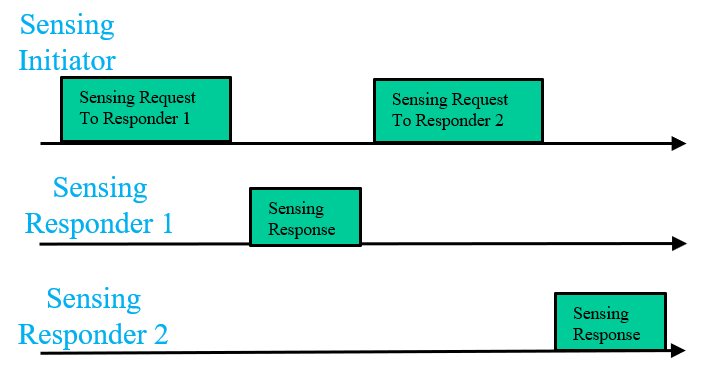 Sensing
Initiator
Sensing Request
To Responder 1
Sensing Request
To Responder 2
Sensing
Responder 1
Sensing
Response
Sensing
Responder 2
Sensing
Response